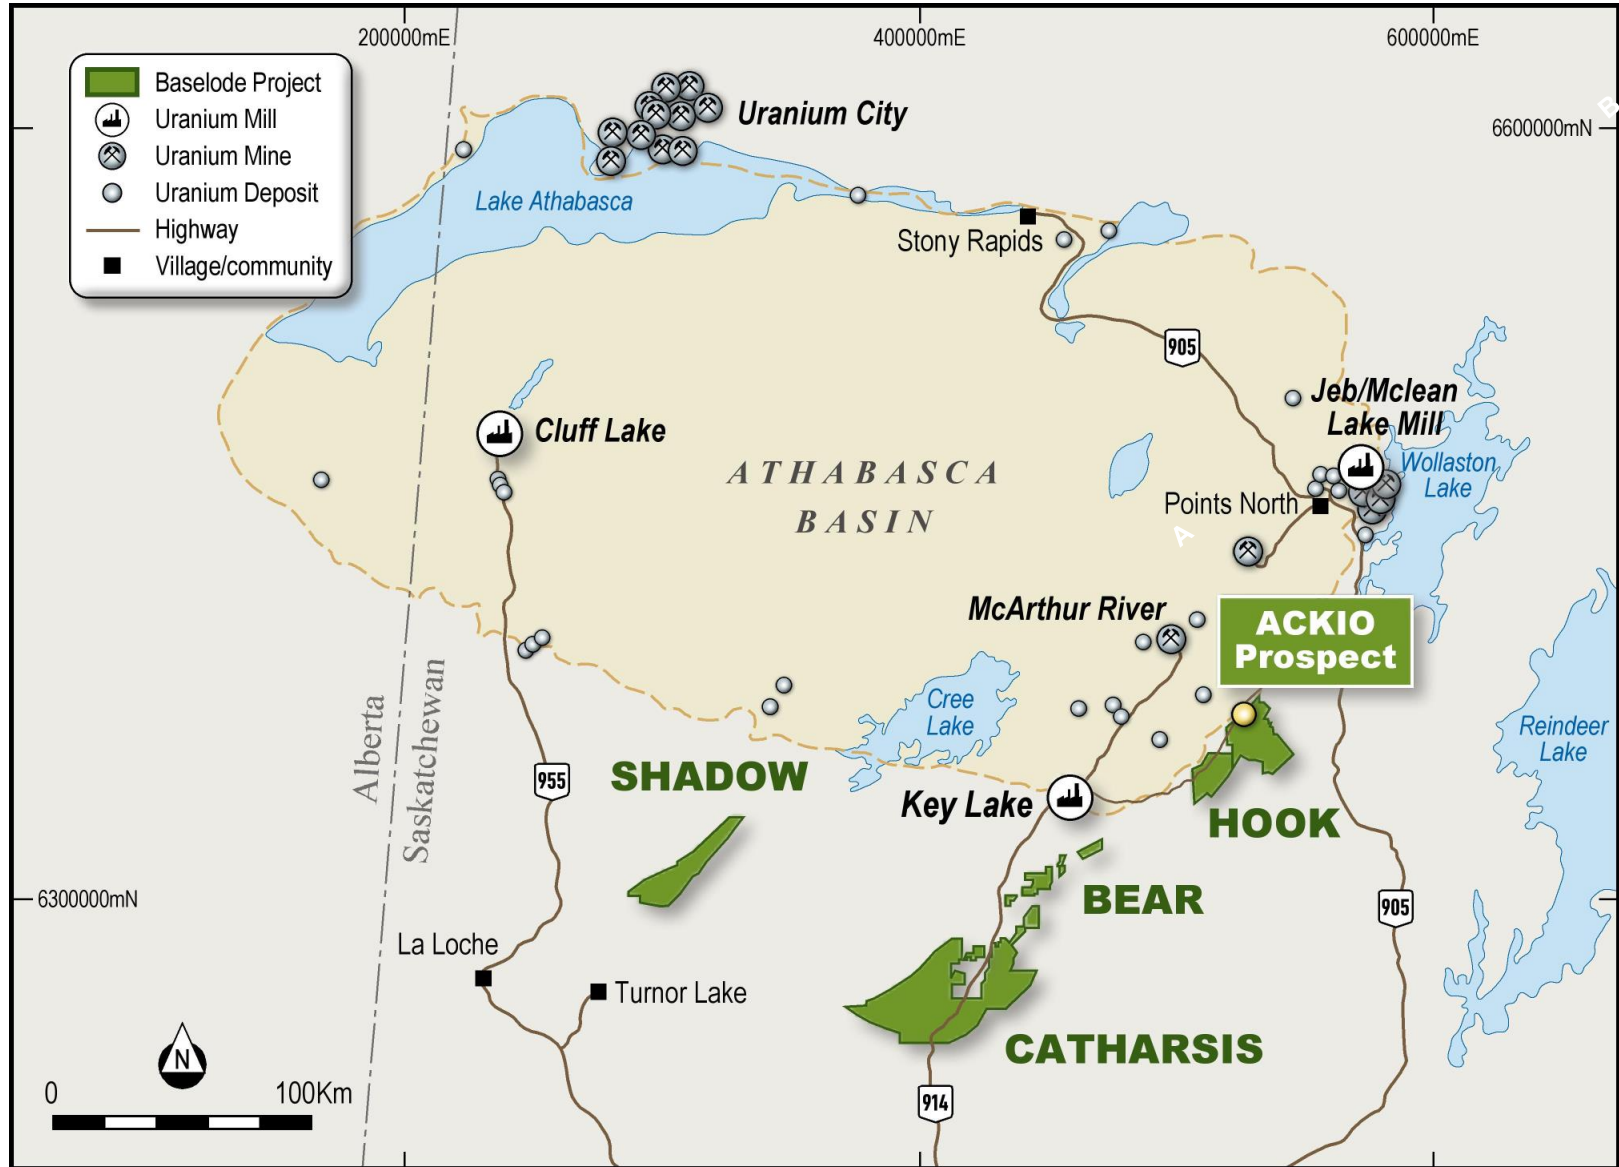 200000mE
400000mE
600000mE
Baselode Project
Uranium Mill
Uranium Mine
Uranium Deposit
Highway
Village/community
Uranium City
B
6600000mN
Lake Athabasca
Stony Rapids
905
Jeb/Mclean
Lake Mill
Cluff Lake
ATHABASCA
BASIN
Wollaston
Lake
Points North
A
McArthur River
ACKIO
Prospect
Cree
Lake
Alberta
Saskatchewan
Reindeer
Lake
955
SHADOW
Key Lake
HOOK
6300000mN
BEAR
905
La Loche
Turnor Lake
CATHARSIS
N
0
100Km
914